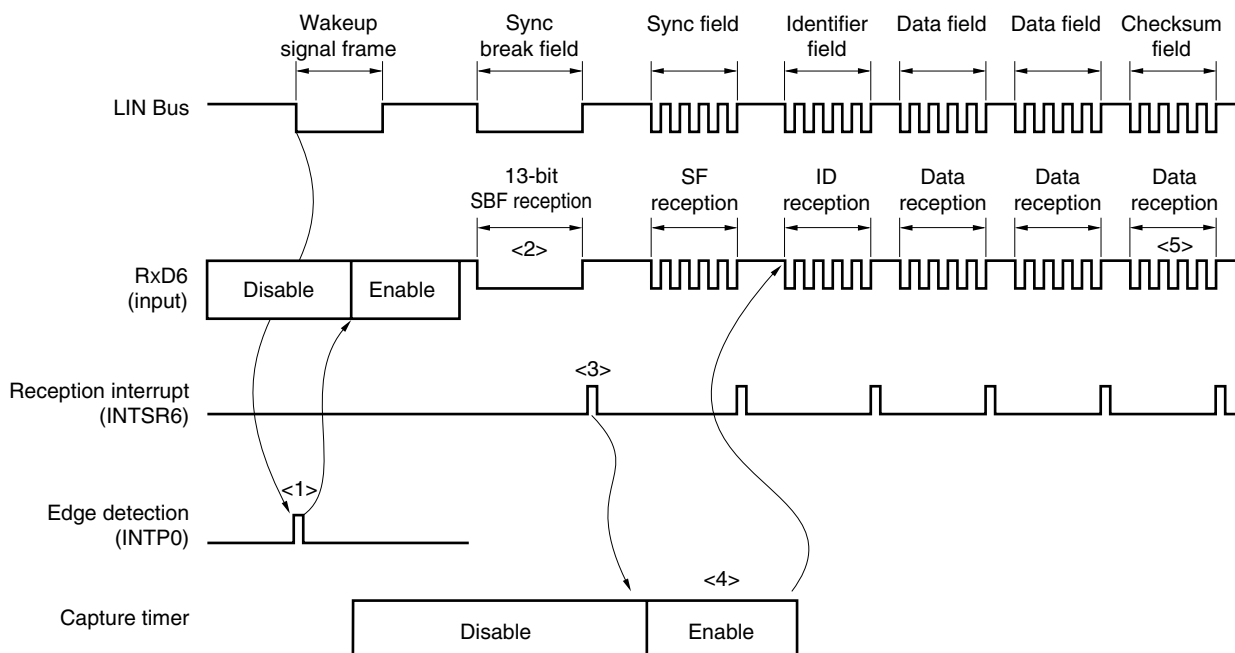 Wakeup
signal frame
Sync
break field
Sync field
Identifier
field
Data field
Data field
Checksum
field
LIN Bus
13-bit
SBF reception
SF
reception
ID
reception
Data
reception
Data
reception
Data
reception
<2>
<5>
RxD6
(input)
Disable
Enable
Reception interrupt
(INTSR6)
<3>
Edge detection
(INTP0)
<1>
Capture timer
Disable
Enable
<4>